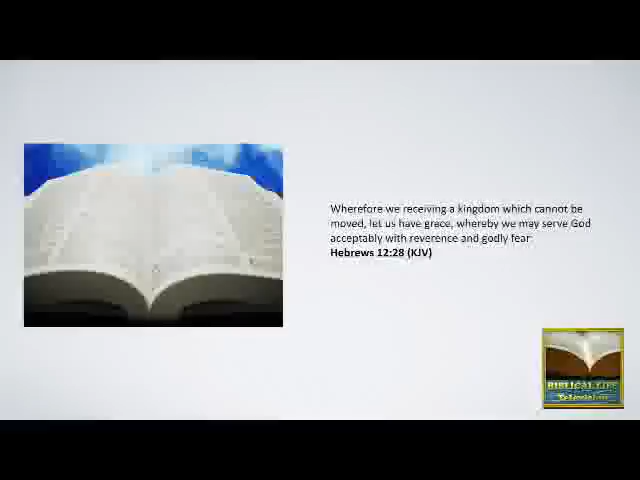 Wherefore we receiving a kingdom which cannot be
moved, let us have grace, whereby we may serve God
acceptably with reverence and godly fear:
Hebrews 12:28 (KJV)
BIBLICAL LIFE
Television